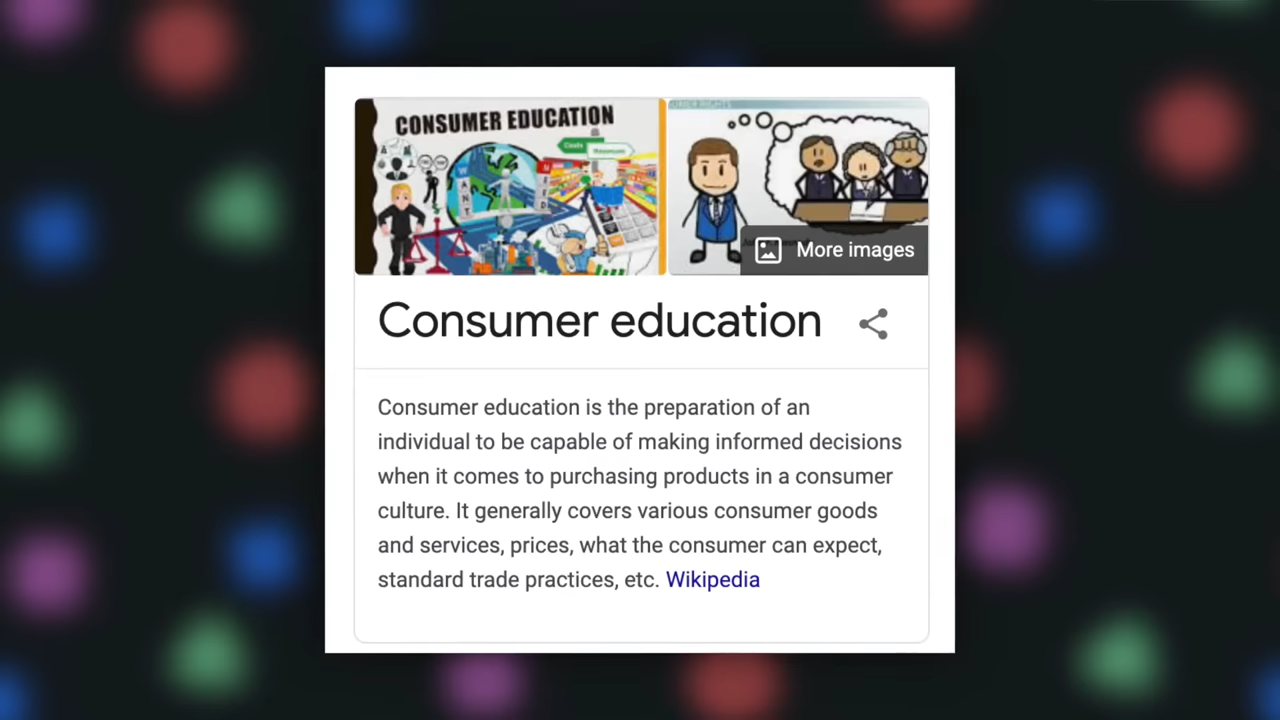 CONSUMER EDUCATION
WANT
NEED
More images
Consumer education
Consumer education is the preparation of an
individual to be capable of making informed decisions
when it comes to purchasing products in a consumer
culture. It generally covers various consumer goods
and services, prices, what the consumer can expect,
standard trade practices, etc. Wikipedia